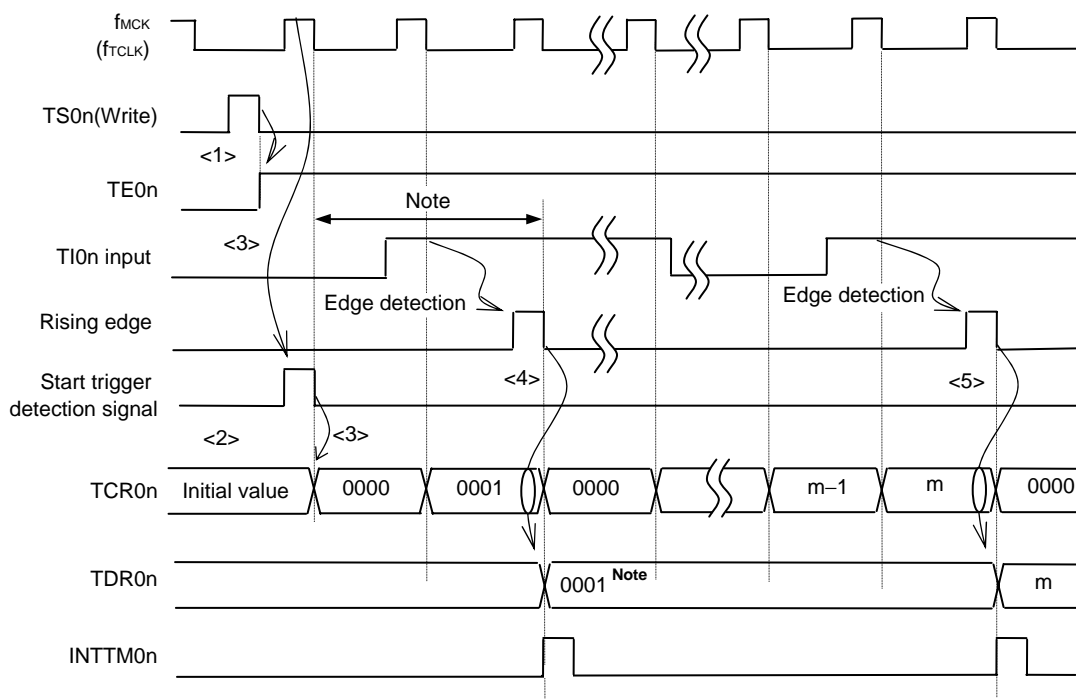 fMCK
(fTCLK)
TS0n(Write)
<1>
TE0n
Note
<3>
TI0n input
Edge detection
Edge detection
Rising edge
<4>
<5>
Start trigger
detection signal
<2>
<3>
TCR0n
Initial value
0000
0001
0000
m−1
m
0000
TDR0n
0001 Note
m
INTTM0n